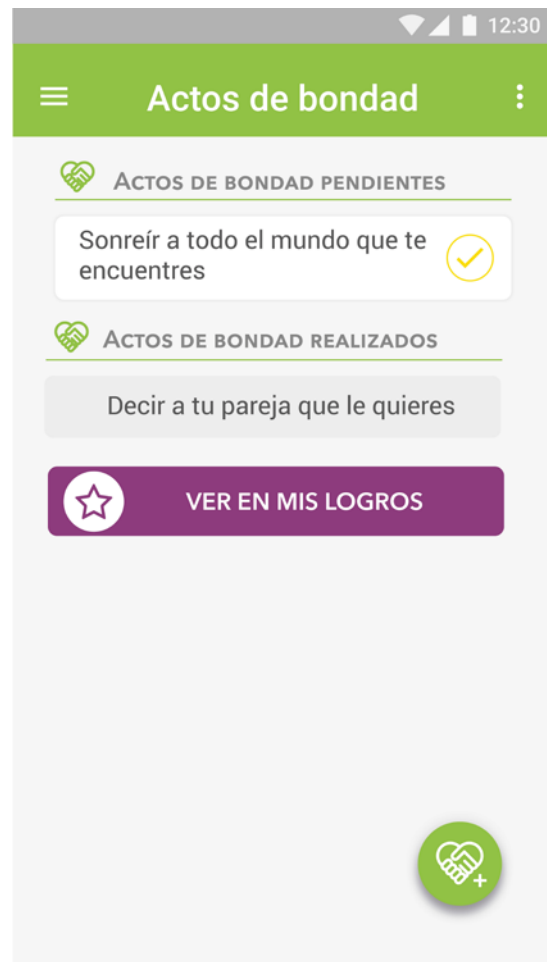 12:30
Actos de bondad
ACTOS DE BONDAD PENDIENTES
Sonreír a todo el mundo que te
encuentres
ACTOS DE BONDAD REALIZADOS
Decir a tu pareja que le quieres
VER EN MIS LOGROS